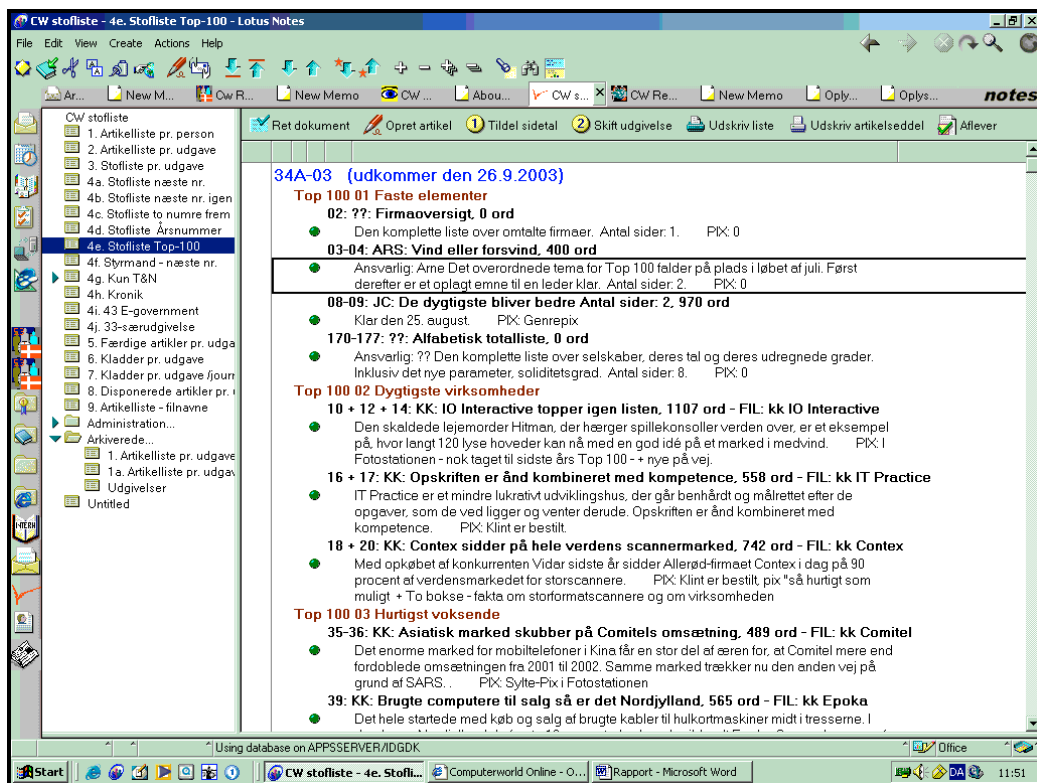 CW stofliste - 4e. Stofliste Top-100 - Lotus Notes
File Edit View Create Actions Help
Ar... New M... Cw R... New Memo CW ... Abou... CW s... CW Re... New Memo Oply... Oplys... notes
CW stofliste
1. Artikelliste pr. person
2. Artikelliste pr. udgave
3. Stofliste pr. udgave
4a. Stofliste næste nr.
4b. Stofliste næste nr. igen
4c. Stofliste to numre frem
4d. Stofliste Årsnummer
4e. Stofliste Top-100
4f. Styrmand - næste nr.
4g. Kun T&N
4h. Kronik
4i. 43 E-government
4j. 33-særudgivelse
5. Færdige artikler pr. udga
6. Kladder pr. udgave
7. Kladder pr. udgave /jour
8. Disponerede artikler pr.
9. Artikelliste - filnavne
Administration...
Arkiverede...
1. Artikelliste pr. udgave
1a. Artikelliste pr. udgav
Udgivelser
Untitled
INTERN
Ret dokument Opret artikel 1 Tildel sidetal 2 Skift udgivelse Udskriv liste Udskriv artikelseddel Aflever
34A-03 (udkommer den 26.9.2003)
Top 100 01 Faste elementer
02: ??: Firmaoversigt, 0 ord
Den komplette liste over omtalte firmaer. Antal sider: 1. PIX: 0
03-04: ARS: Vind eller forsvind, 400 ord
Ansvarlig: Arne Det overordnede tema for Top 100 falder på plads i løbet af juli. Først
derefter er et oplagt emne til en leder klar. Antal sider: 2. PIX: 0
08-09: JC: De dygtigste bliver bedre Antal sider: 2, 970 ord
Klar den 25. august. PIX: Genrepix
170-177: ??: Alfabetisk totalliste, 0 ord
Ansvarlig: ?? Den komplette liste over selskaber, deres tal og deres udregnede grader.
Inklusiv det nye parameter, soliditetsgrad. Antal sider: 8. PIX: 0
Top 100 02 Dygtigste virksomheder
10 + 12 + 14: KK: IO Interactive topper igen listen, 1107 ord - FIL: kk IO Interactive
Den skaldede lejemorder Hitman, der hærger spillekonsoller verden over, er et eksempel
på, hvor langt 120 lyse hoveder kan nå med en god idé på et marked i medvind. PIX: I
Fotostationen - nok taget til sidste års Top 100 - + nye på vej.
16 + 17: KK: Opskriften er ånd kombineret med kompetence, 558 ord - FIL: kk IT Practice
IT Practice er et mindre lukrativt udviklingshus, der går benhårdt og målrettet efter de
opgaver, som de ved ligger og venter derude. Opskriften er ånd kombineret med
kompetence. PIX: Klint er bestilt.
18 + 20: KK: Contex sidder på hele verdens scannermarked, 742 ord - FIL: kk Contex
Med opkøbet af konkurrenten Vidar sidste år sidder Allerød-firmaet Contex i dag på 90
procent af verdensmarkedet for storscannere. PIX: Klint er bestilt, pix "så hurtigt som
muligt + To bokse - fakta om storformatscannere og om virksomheden
Top 100 03 Hurtigst voksende
35-36: KK: Asiatisk marked skubber på Comitels omsætning, 489 ord - FIL: kk Comitel
Det enorme marked for mobiltelefoner i Kina får en stor del af æren for, at Comitel mere end
fordoblede omsætningen fra 2001 til 2002. Samme marked trækker nu den anden vej på
grund af SARS. . PIX: Sylte-Pix i Fotostationen
39: KK: Brugte computere til salg så er det Nordjylland, 565 ord - FIL: kk Epoka
Det hele startede med køb og salg af brugte kabler til hulkortmaskiner midt i tresserne. I
Using database on APPSSERVER/IDGDK Office
Start CW stofliste - 4e. Stofli... Computerworld Online - O... Rapport - Microsoft Word DA 11:51